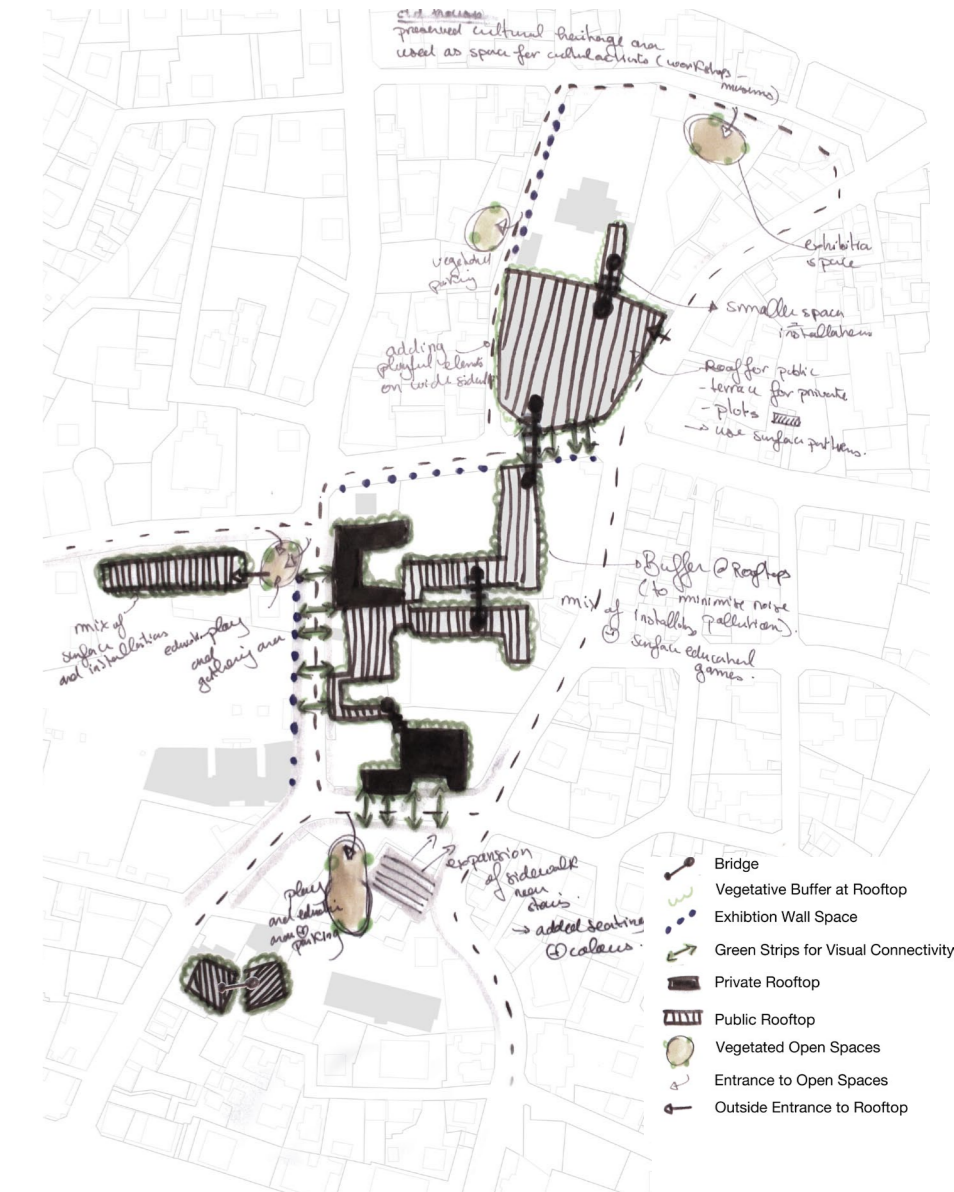 preserved cultural heritage area
used as space for cultural activities (workshops -
museums)
exhibition
space
vegetated
parking
smaller space
installations
adding
playful elements
on wide sidewalk
Roof for public
- terrace for private
- plots
→ use surface patterns.
Buffer @ Rooftops
(to minimize noise
pollution).
mix of installations
⊕ surface educational
games.
mix of
surface
and installations
education play
and
gathering area
expansion
of sidewalk
near
stairs.
→ added seating
⊕ colours.
play
and education
area ⊕
parking
Bridge
Vegetative Buffer at Rooftop
Exhibtion Wall Space
Green Strips for Visual Connectivity
Private Rooftop
Public Rooftop
Vegetated Open Spaces
Entrance to Open Spaces
Outside Entrance to Rooftop